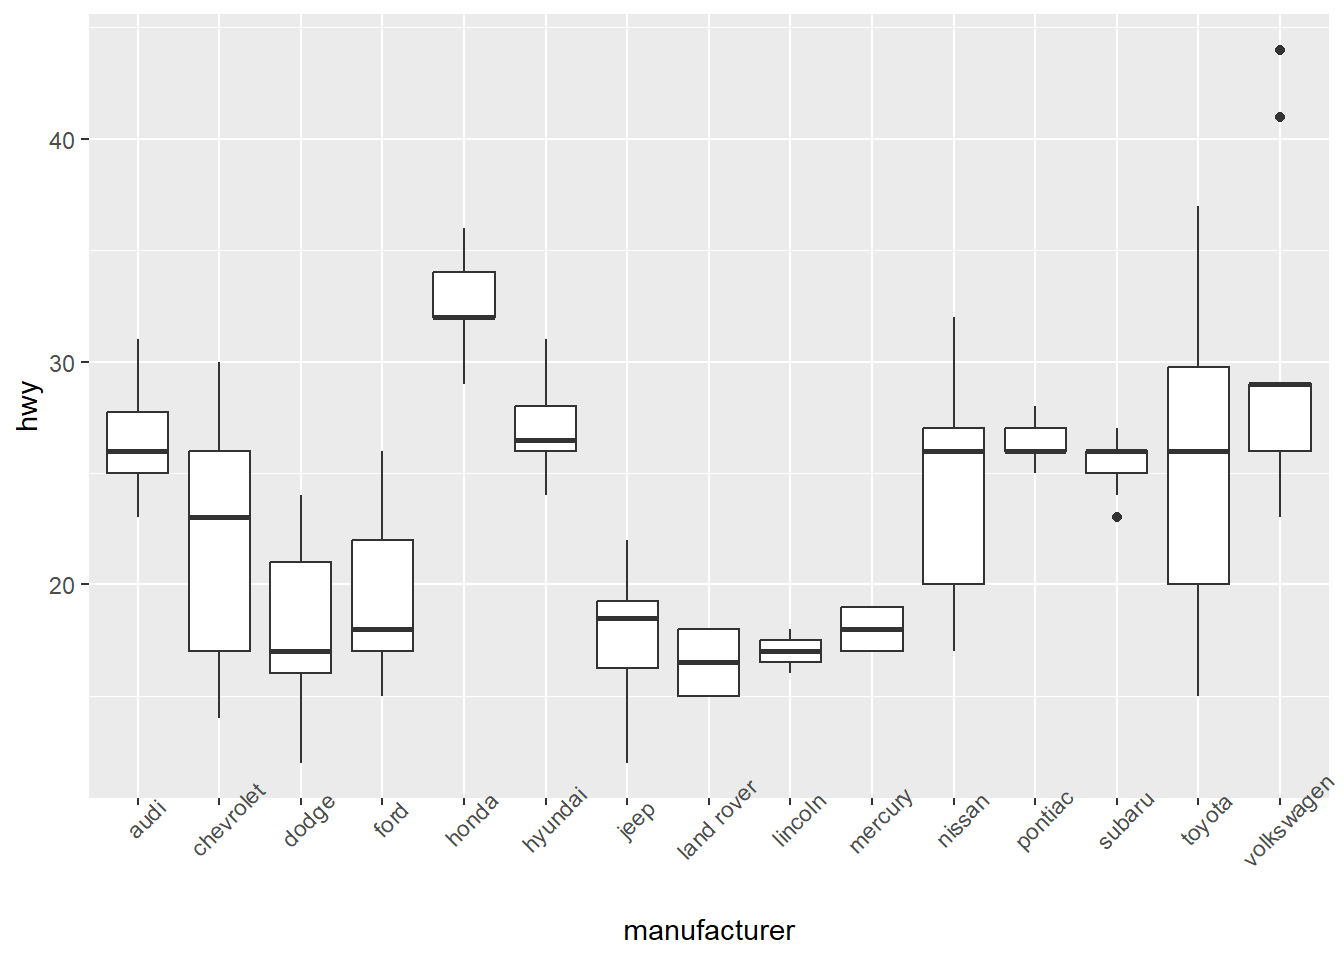 hwy
40
30
20
audi
chevrolet
dodge
ford
honda
hyundai
jeep
land rover
lincoln
mercury
nissan
pontiac
subaru
toyota
volkswagen
manufacturer